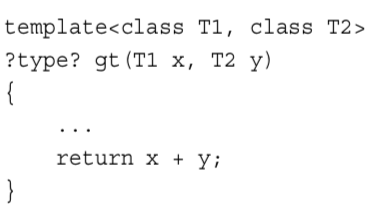 template<class T1, class T2>
?type? gt(T1 x, T2 y)
{
...
return x + y;
}